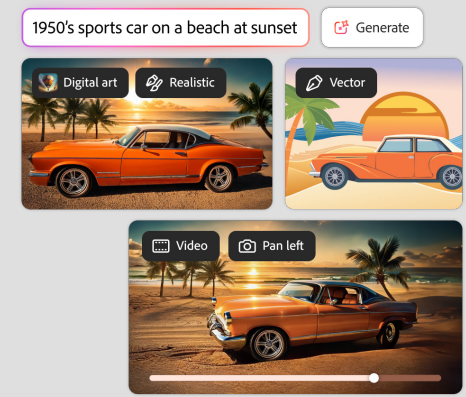 1950's sports car on a beach at sunset
Generate
Digital art
Realistic
Vector
Video
Pan left